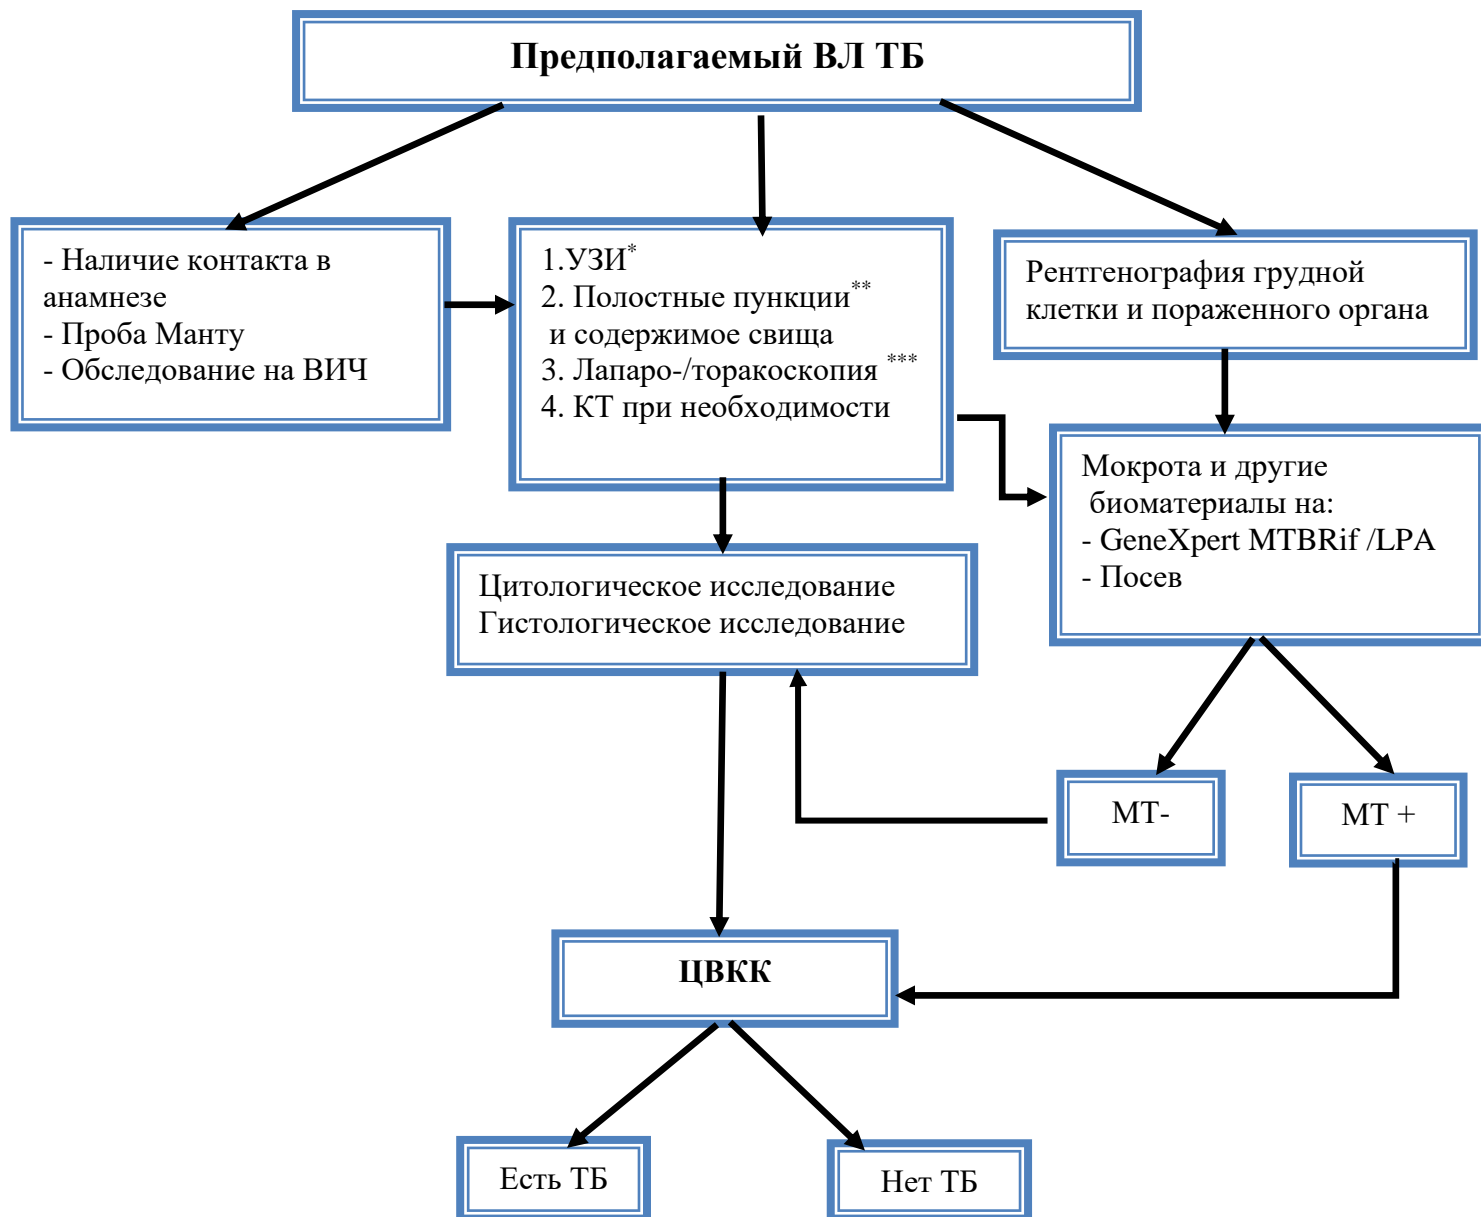 Предполагаемый ВЛ ТБ
- Наличие контакта в
анамнезе
- Проба Манту
- Обследование на ВИЧ
1.УЗИ*
2. Полостные пункции**
и содержимое свища
3. Лапаро-/торакоскопия ***
4. КТ при необходимости
Рентгенография грудной
клетки и пораженного органа
Мокрота и другие
биоматериалы на:
- GeneXpert MTBRif /LPA
- Посев
Цитологическое исследование
Гистологическое исследование
МТ-
МТ +
ЦВКК
Есть ТБ
Нет ТБ